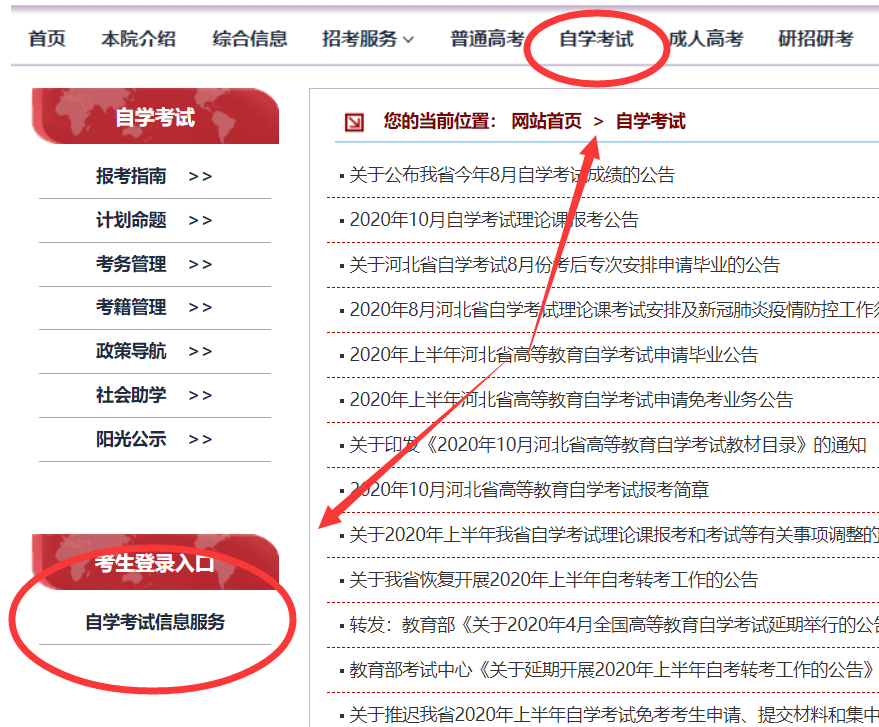 首页 本院介绍 综合信息 招考服务 普通高考 自学考试 成人高考 研招研考
自学考试
报考指南 >>
计划命题 >>
考务管理 >>
考籍管理 >>
政策导航 >>
社会助学 >>
阳光公示 >>
考生登录入口
自学考试信息服务
您的当前位置： 网站首页 > 自学考试
关于公布我省今年8月自学考试成绩的公告
2020年10月自学考试理论课报考公告
关于河北省自学考试8月份考后专次安排申请毕业的公告
2020年8月河北省自学考试理论课考试安排及新冠肺炎疫情防控工作
2020年上半年河北省高等教育自学考试申请毕业公告
2020年上半年河北省高等教育自学考试申请免考业务公告
关于印发《2020年10月河北省高等教育自学考试教材目录》的通知
2020年10月河北省高等教育自学考试报考简章
关于2020年上半年我省自学考试理论课报考和考试等有关事项调整的
关于我省恢复开展2020年上半年自考转考工作的公告
转发：教育部《关于2020年4月全国高等教育自学考试延期举行的公告
教育部考试中心《关于延期开展2020年上半年自考转考工作的公告》
关于推迟我省2020年上半年自学考试免考考生申请、提交材料和集中